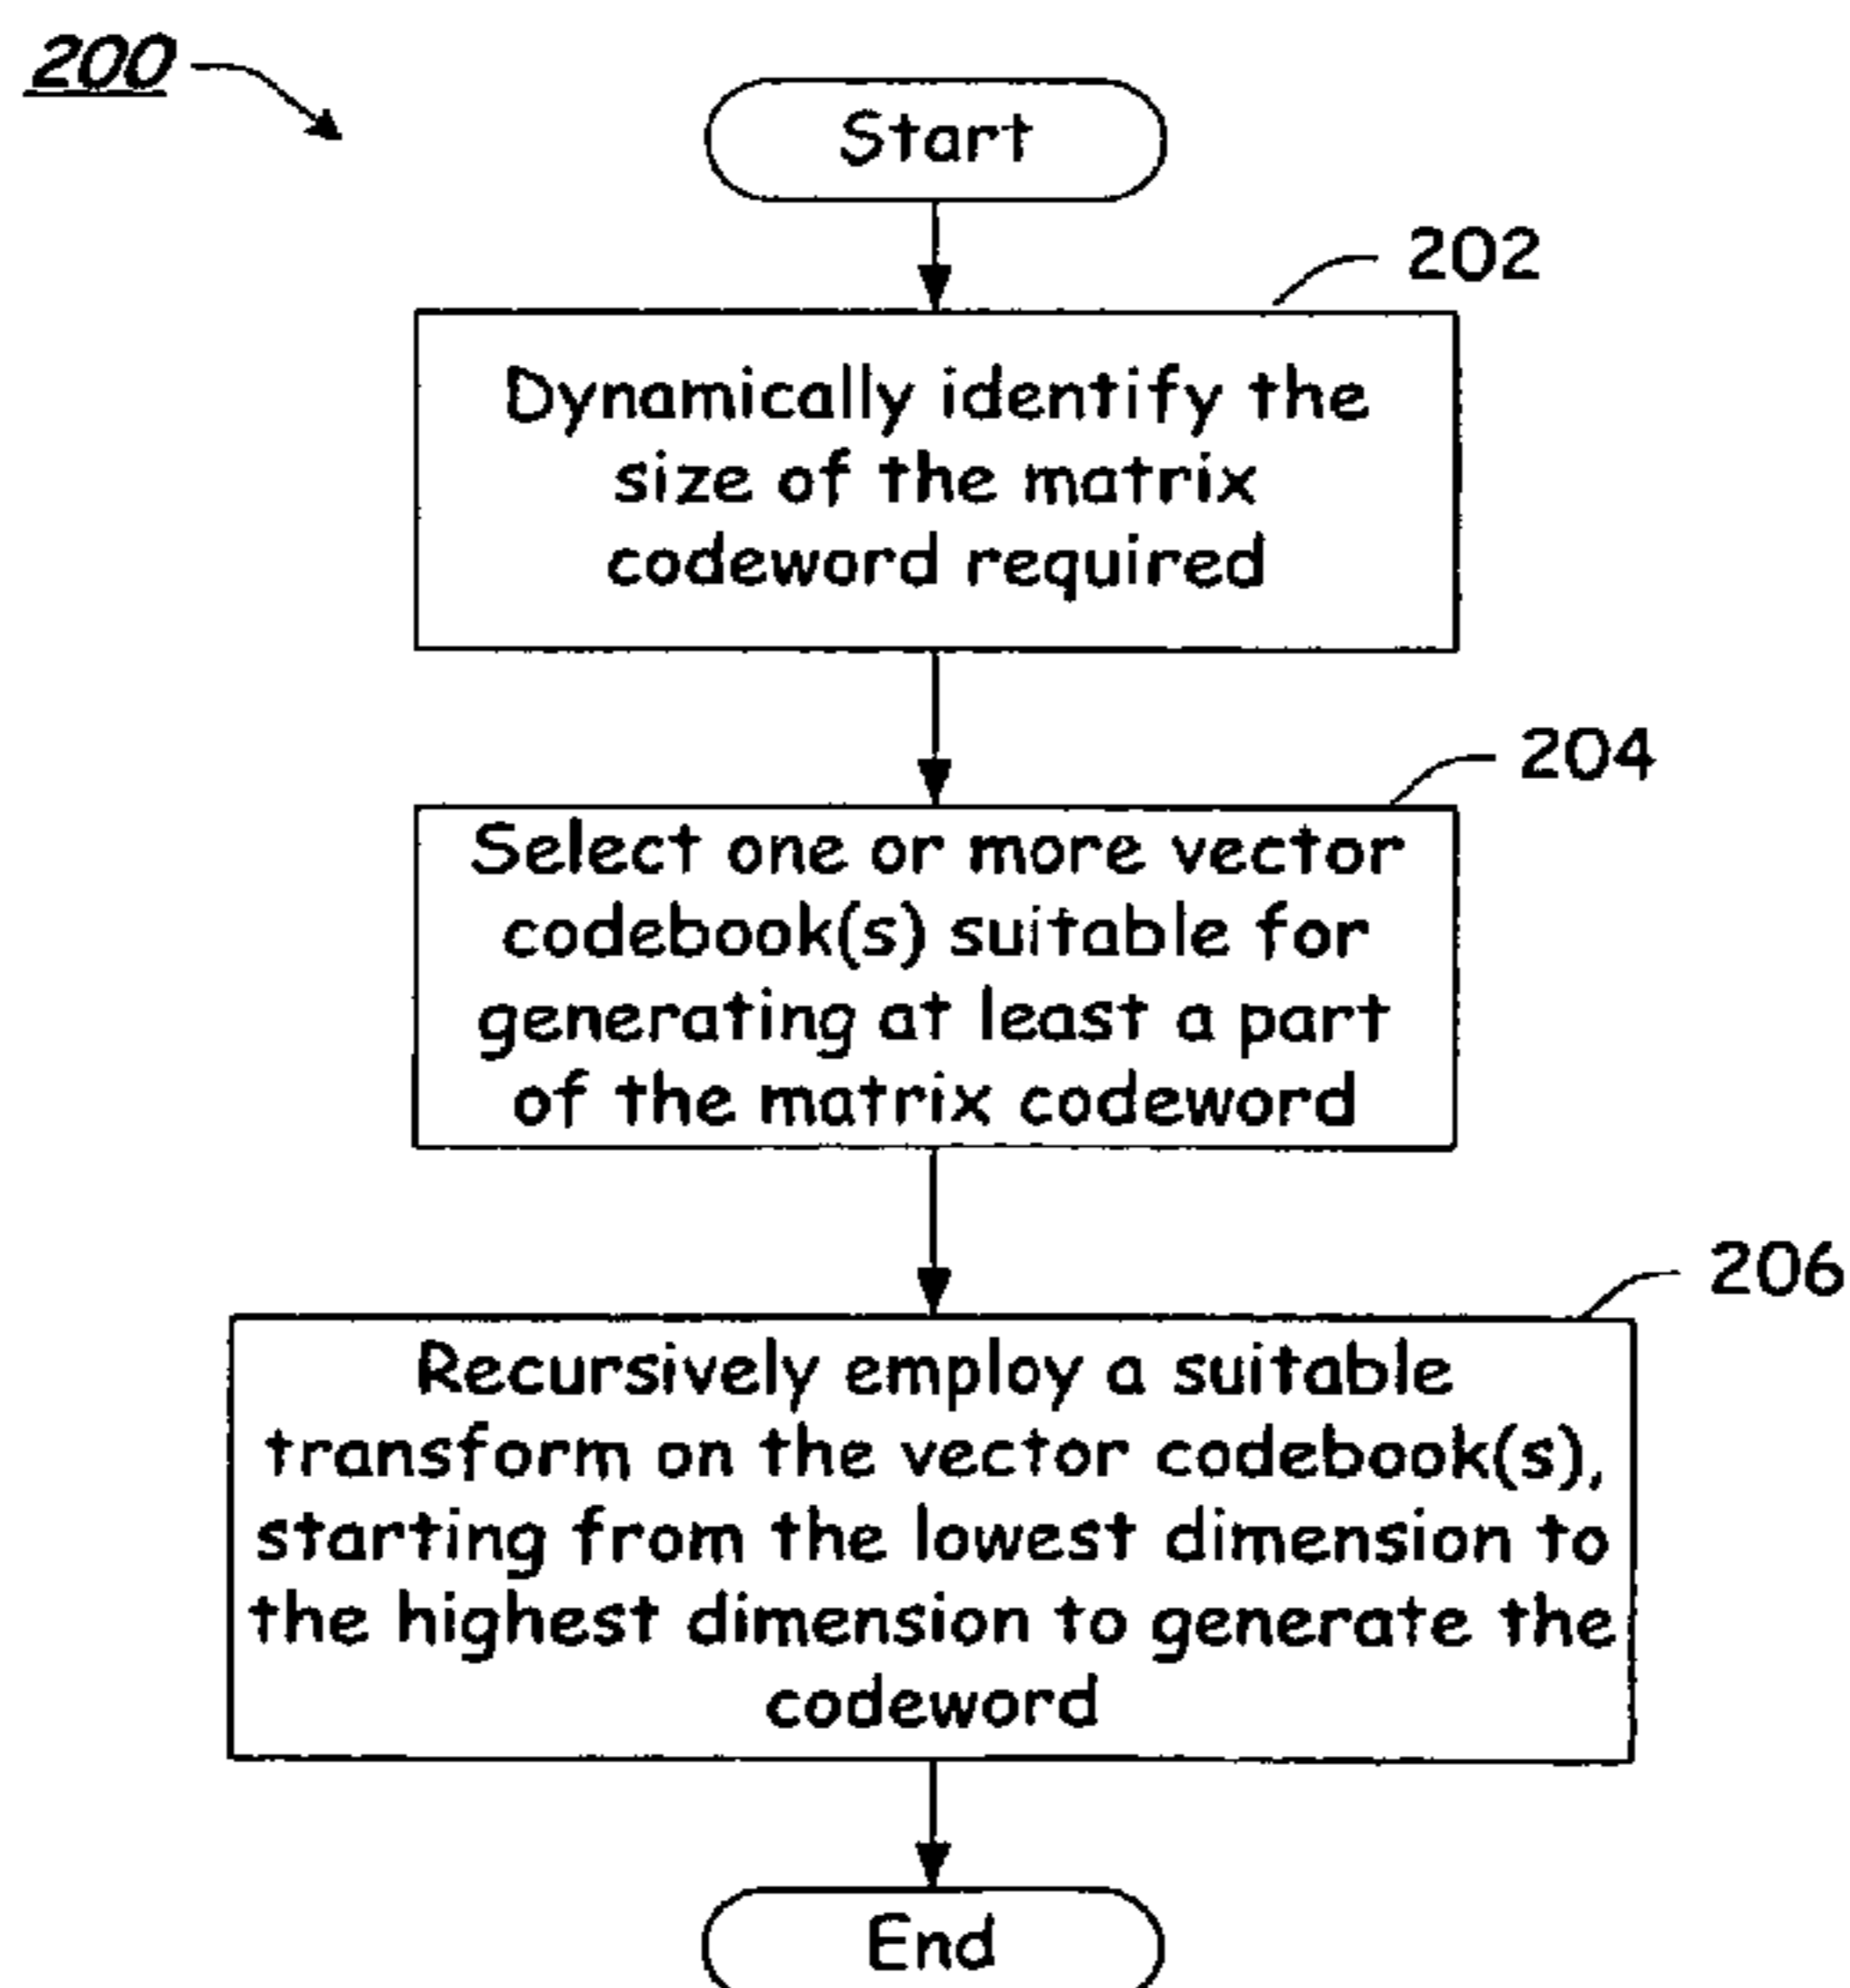 200
Start
202
Dynamically identify the
size of the matrix
codeword required
204
Select one or more vector
codebook(s) suitable for
generating at least a part
of the matrix codeword
206
Recursively employ a suitable
transform on the vector codebook(s),
starting from the lowest dimension to
the highest dimension to generate the
codeword
End